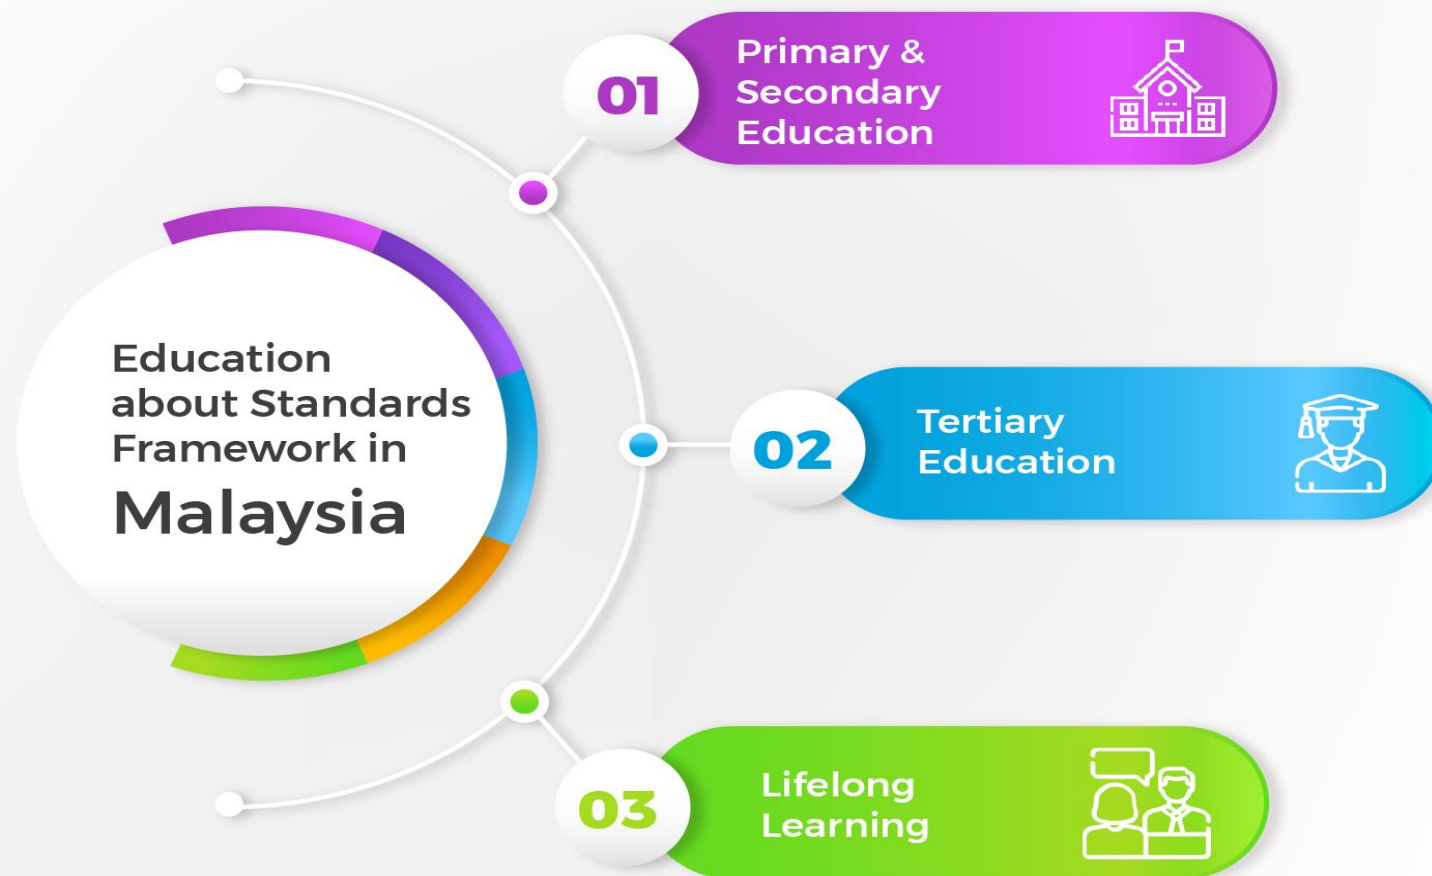 Education
about Standards
Framework in
Malaysia
01
Primary &
Secondary
Education
02
Tertiary
Education
03
Lifelong
Learning